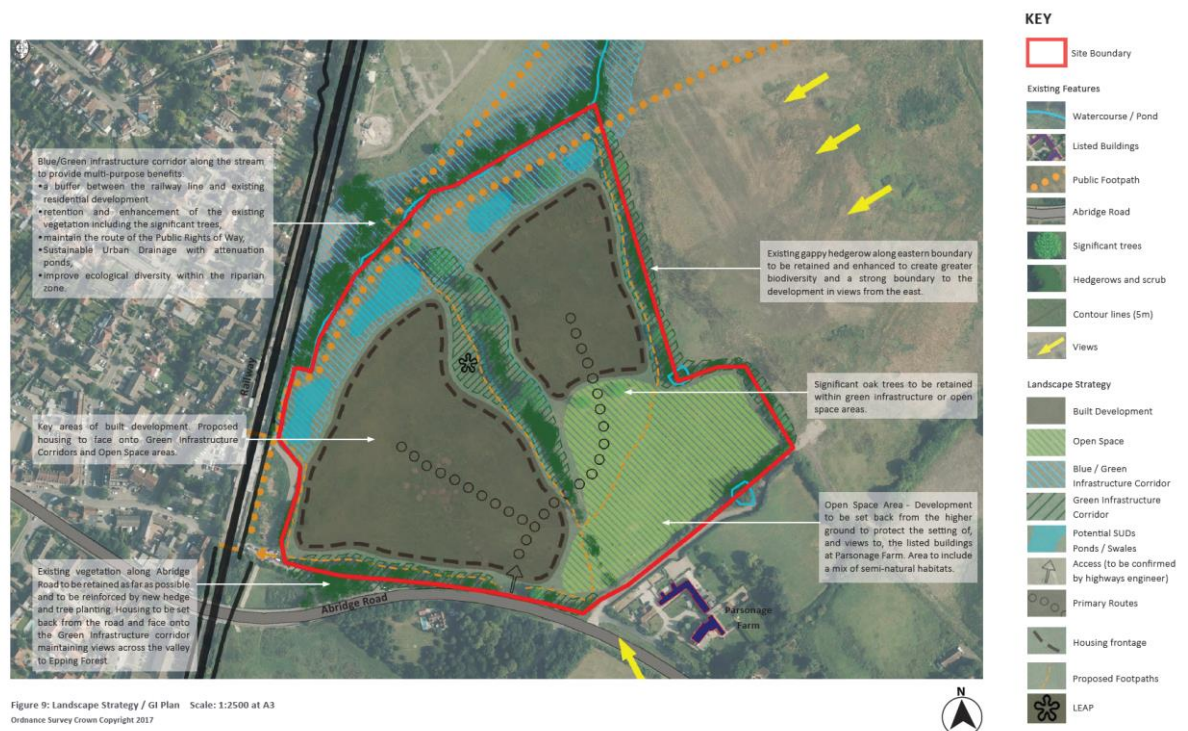 Blue/Green infrastructure corridor along the stream
to provide multi-purpose benefits:
•a buffer between the railway line and existing
residential development
•retention and enhancement of the existing
vegetation including the significant trees,
•maintain the route of the Public Rights of Way,
•Sustainable Urban Drainage with attenuation
ponds,
•improve ecological diversity within the riparian
zone.
Existing gappy hedgerow along eastern boundary
to be retained and enhanced to create greater
biodiversity and a strong boundary to the
development in views from the east.
Railway
Significant oak trees to be retained
within green infrastructure or open
space areas.
Key areas of built development. Proposed
housing to face onto Green Infrastructure
Corridors and Open Space areas.
Open Space Area - Development
to be set back from the higher
ground to protect the setting of,
and views to, the listed buildings
at Parsonage Farm. Area to include
a mix of semi-natural habitats.
Existing vegetation along Abridge
Road to be retained as far as possible
and to be reinforced by new hedge
and tree planting. Housing to be set
back from the road and face onto
the Green Infrastructure corridor
maintaining views across the valley
to Epping Forest
Abridge Road
Parsonage
Farm
Figure 9: Landscape Strategy / GI Plan Scale: 1:2500 at A3
Ordnance Survey Crown Copyright 2017
N
KEY
Site Boundary
Existing Features
Watercourse / Pond
Listed Buildings
Public Footpath
Abridge Road
Significant trees
Hedgerows and scrub
Contour lines (5m)
Views
Landscape Strategy
Built Development
Open Space
Blue / Green
Infrastructure Corridor
Green Infrastructure
Corridor
Potential SUDs
Ponds / Swales
Access (to be confirmed
by highways engineer)
Primary Routes
Housing frontage
Proposed Footpaths
LEAP